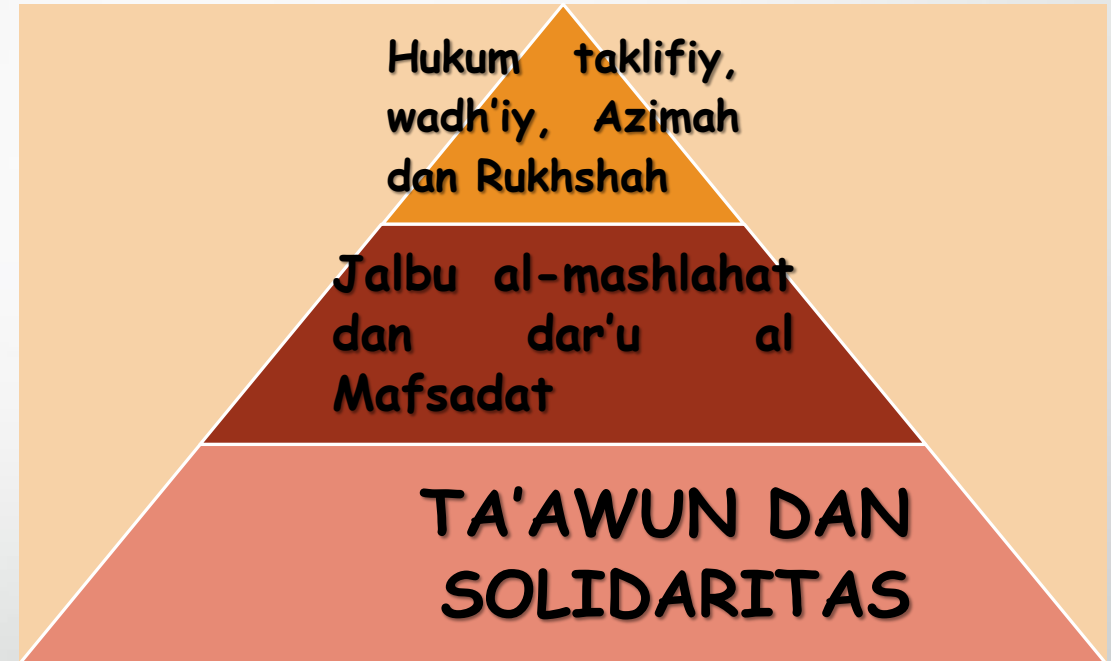 Hukum taklifiy,
wadh'iy, Azimah
dan Rukhshah
Jalbu al-mashlahat
dan dar'u al
Mafsadat
TA'AWUN DAN
SOLIDARITAS